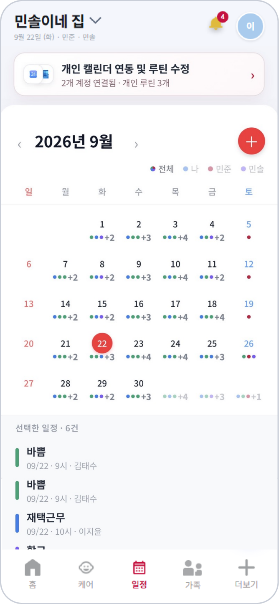 민솔이네 집
9월 22일 (화) · 민준 · 민솔
4
이
개인 캘린더 연동 및 루틴 수정
2개 계정 연결됨 · 개인 루틴 3개
2026년 9월
전체 나 민준 민솔
일 월 화 수 목 금 토
1 2 3 4 5
+2 +3 +4 +2
6 7 8 9 10 11 12
+2 +2 +3 +4 +2
13 14 15 16 17 18 19
+2 +2 +3 +4 +4
20 21 22 23 24 25 26
+2 +3 +4 +4 +3
27 28 29 30
+2 +2 +3 +4 +3 +1
선택한 일정 · 6건
바쁨
09/22 · 9시 · 김태수
바쁨
09/22 · 9시 · 김태수
재택근무
09/22 · 10시 · 이지윤
홈 케어 일정 가족 더보기